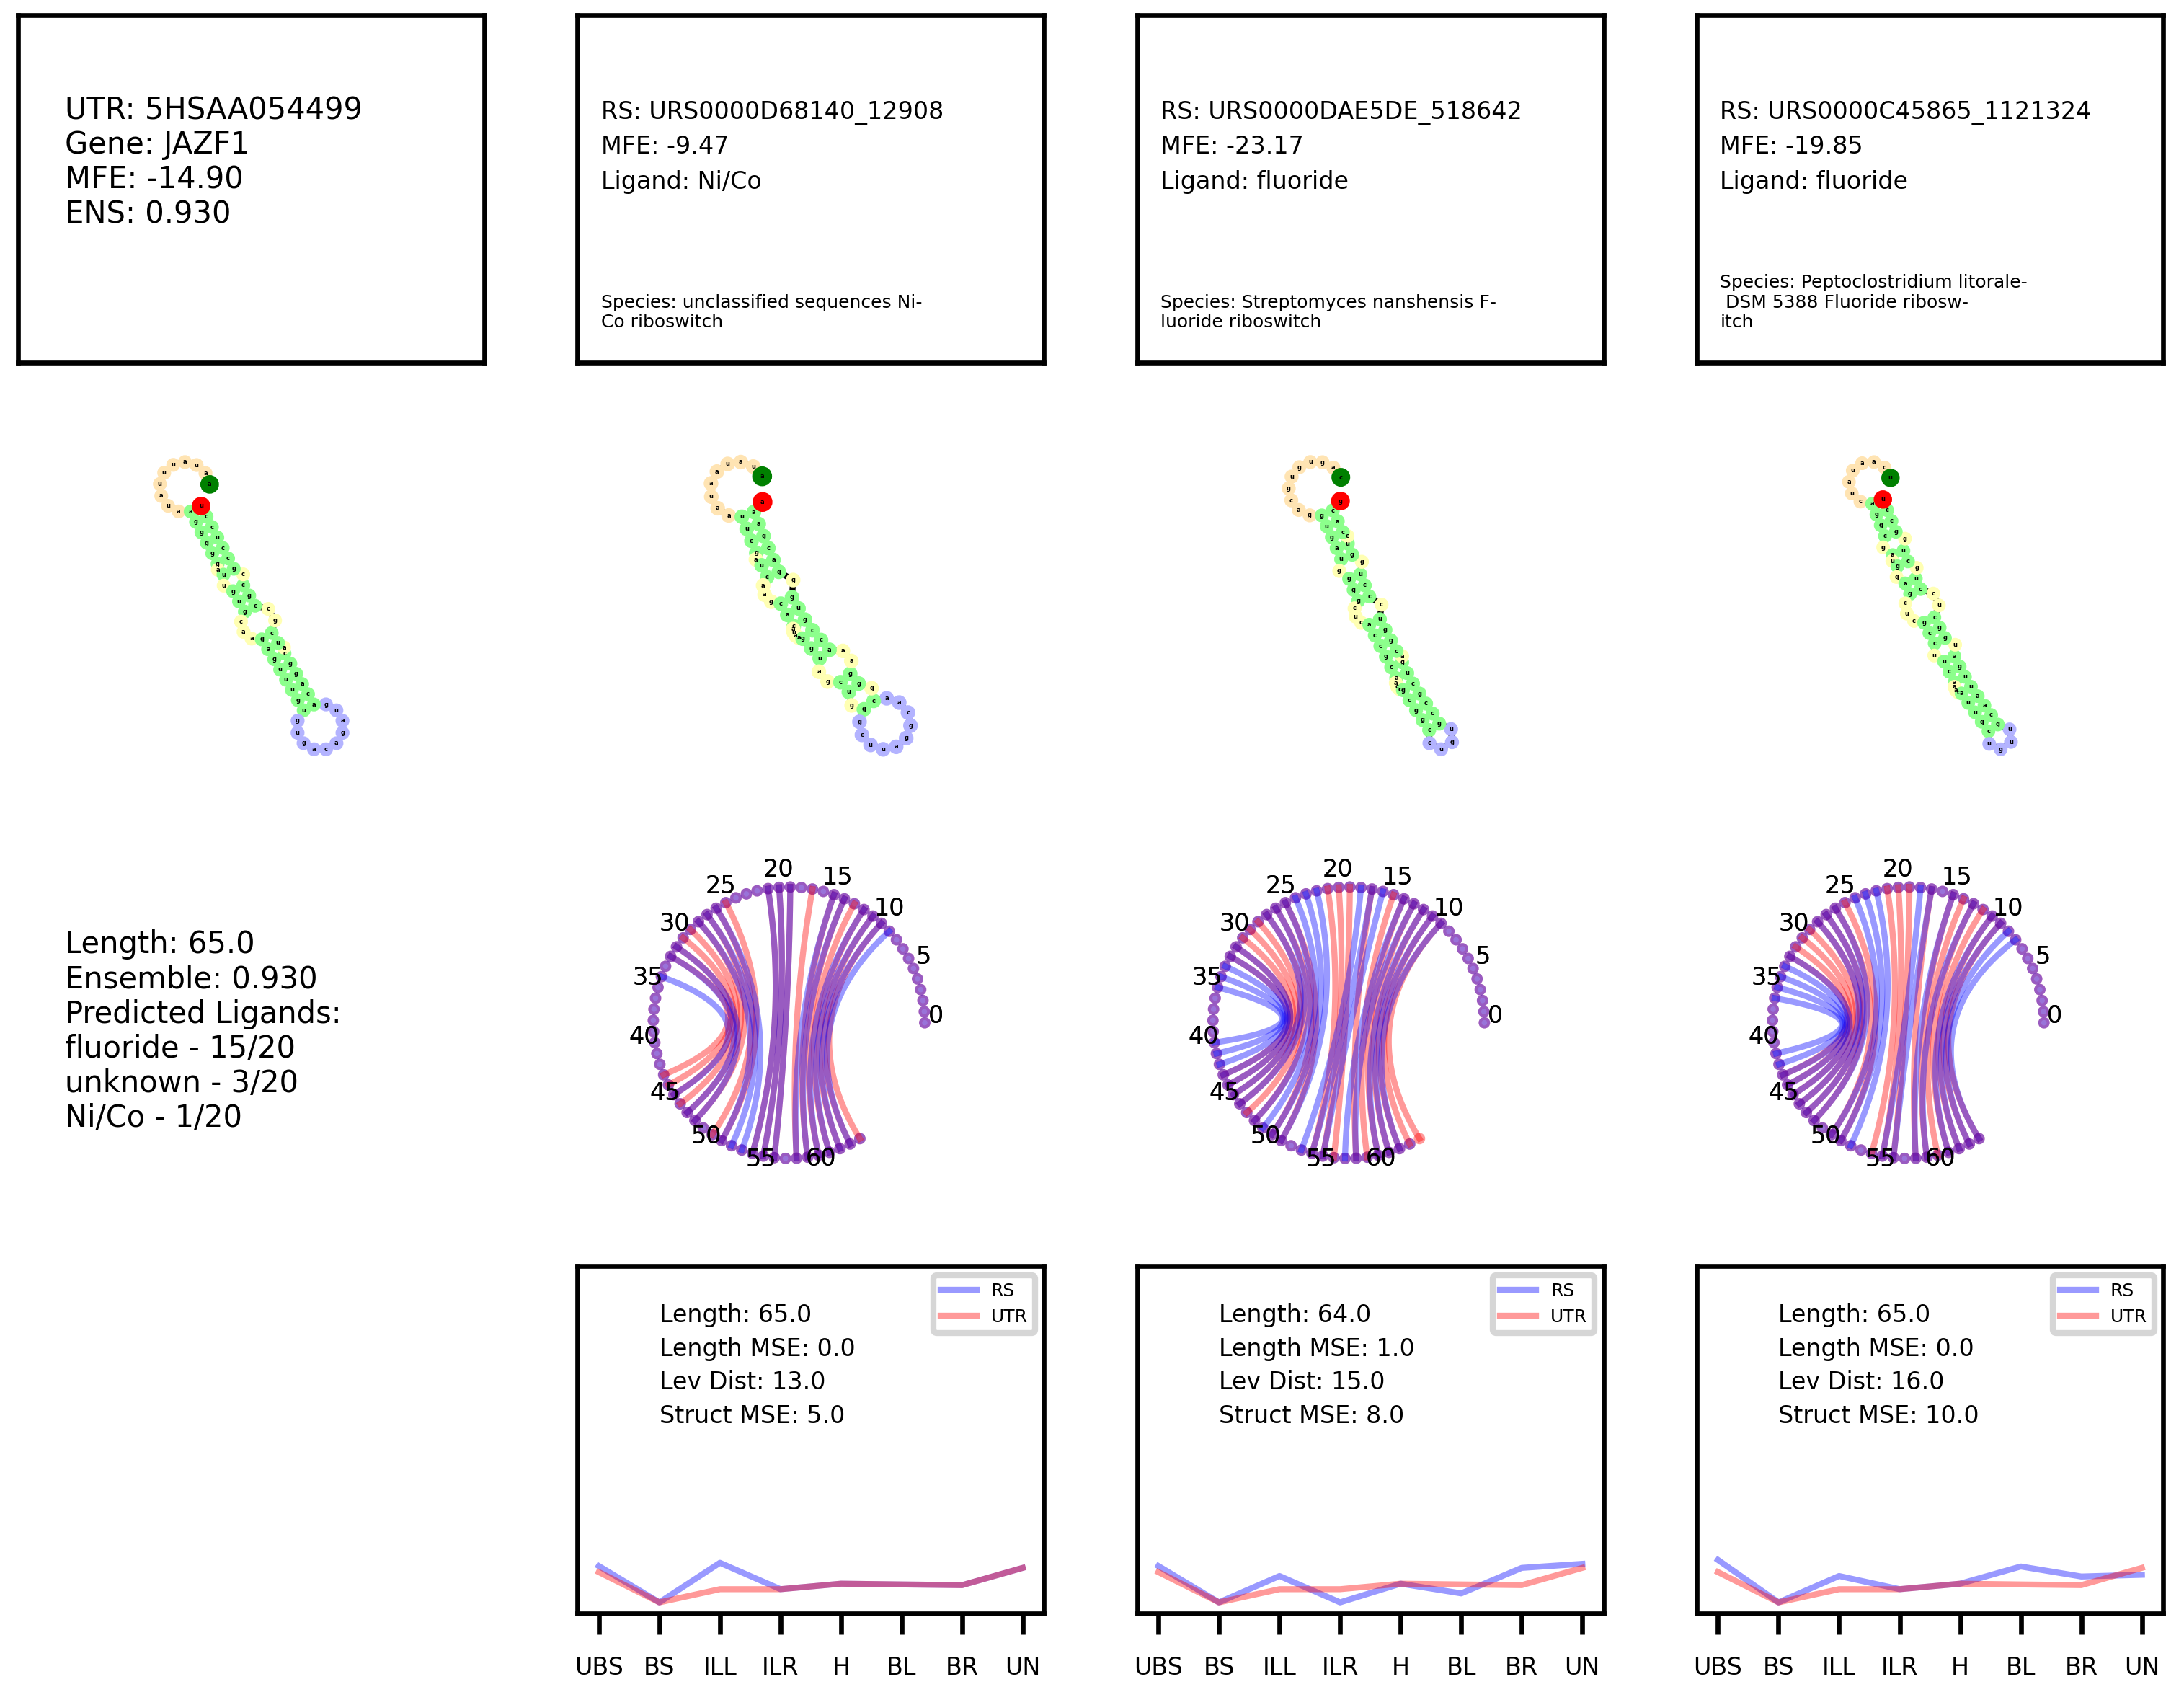 UTR: 5HSAA054499
Gene: JAZF1
MFE: -14.90
ENS: 0.930
RS: URS0000D68140_12908
MFE: -9.47
Ligand: Ni/Co
Species: unclassified sequences Ni-
Co riboswitch
RS: URS0000DAE5DE_518642
MFE: -23.17
Ligand: fluoride
Species: Streptomyces nanshensis F-
luoride riboswitch
RS: URS0000C45865_1121324
MFE: -19.85
Ligand: fluoride
Species: Peptoclostridium litorale-
DSM 5388 Fluoride ribosw-
itch
Length: 65.0
Ensemble: 0.930
Predicted Ligands:
fluoride - 15/20
unknown - 3/20
Ni/Co - 1/20
0
5
10
15
20
25
30
35
40
45
50
55
60
0
5
10
15
20
25
30
35
40
45
50
55
60
0
5
10
15
20
25
30
35
40
45
50
55
60
RS
UTR
Length: 65.0
Length MSE: 0.0
Lev Dist: 13.0
Struct MSE: 5.0
UBS BS ILL ILR H BL BR UN
RS
UTR
Length: 64.0
Length MSE: 1.0
Lev Dist: 15.0
Struct MSE: 8.0
UBS BS ILL ILR H BL BR UN
RS
UTR
Length: 65.0
Length MSE: 0.0
Lev Dist: 16.0
Struct MSE: 10.0
UBS BS ILL ILR H BL BR UN